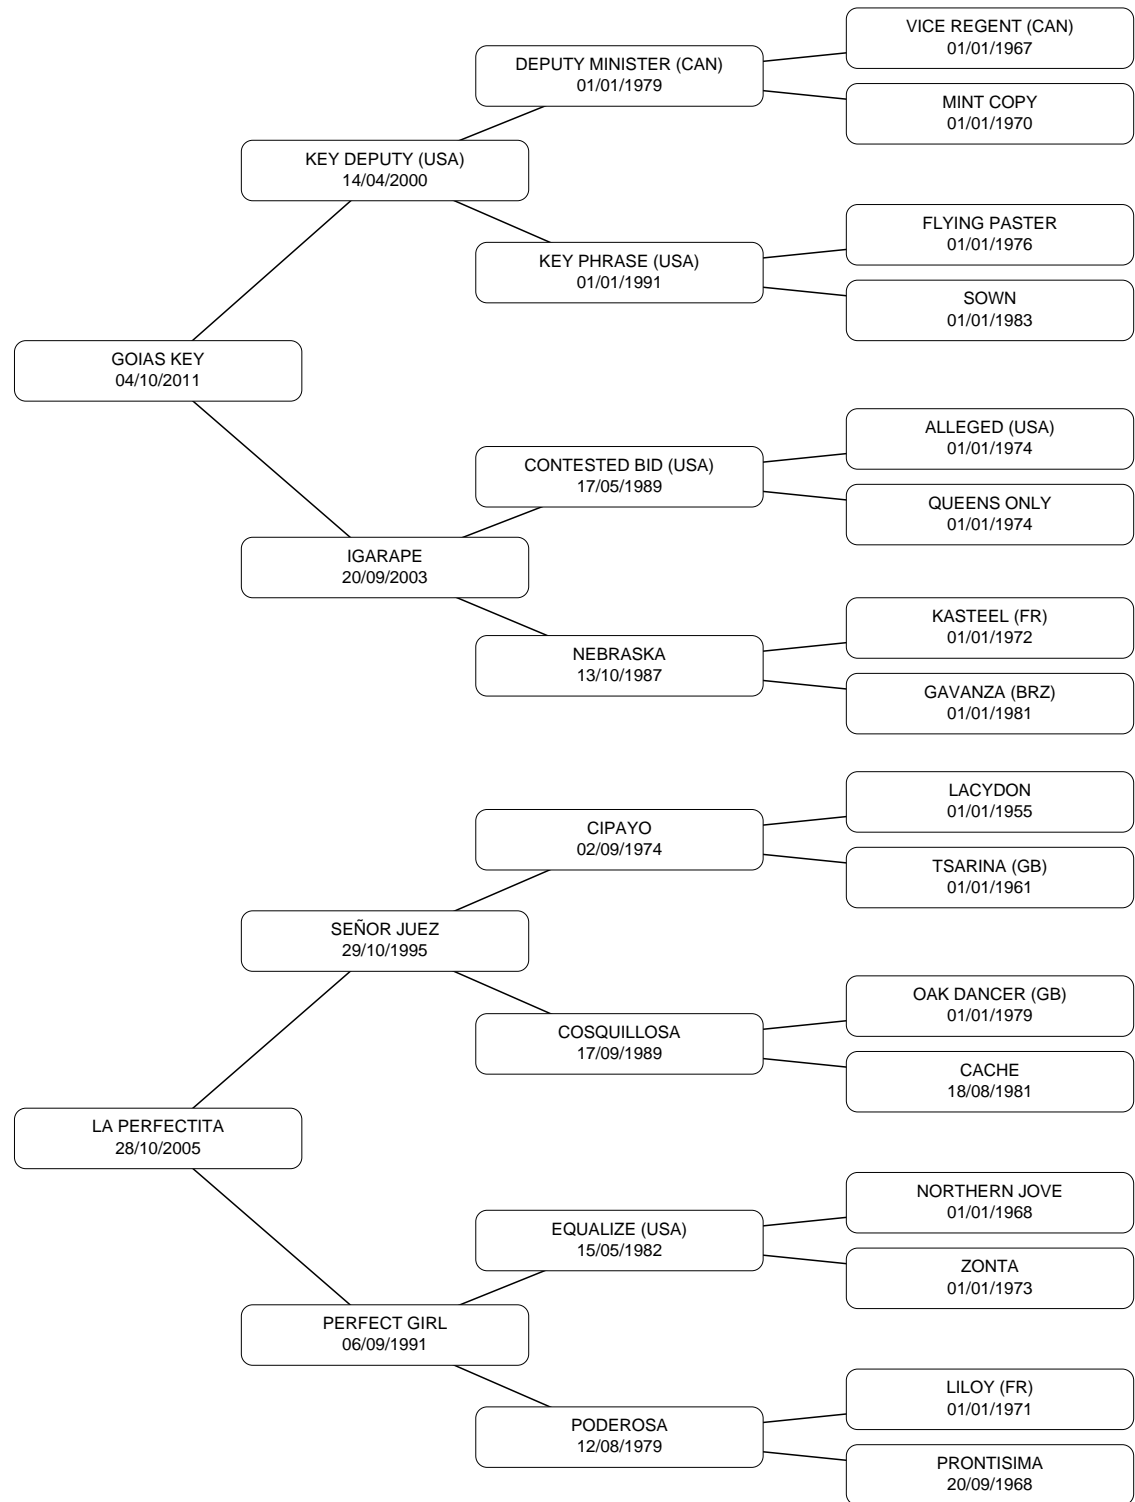 VICE REGENT (CAN)
01/01/1967
DEPUTY MINISTER (CAN)
01/01/1979
MINT COPY
01/01/1970
KEY DEPUTY (USA)
14/04/2000
FLYING PASTER
01/01/1976
KEY PHRASE (USA)
01/01/1991
SOWN
01/01/1983
GOIAS KEY
04/10/2011
ALLEGED (USA)
01/01/1974
CONTESTED BID (USA)
17/05/1989
QUEENS ONLY
01/01/1974
IGARAPE
20/09/2003
KASTEEL (FR)
01/01/1972
NEBRASKA
13/10/1987
GAVANZA (BRZ)
01/01/1981
LACYDON
01/01/1955
CIPAYO
02/09/1974
TSARINA (GB)
01/01/1961
SEÑOR JUEZ
29/10/1995
OAK DANCER (GB)
01/01/1979
COSQUILLOSA
17/09/1989
CACHE
18/08/1981
LA PERFECTITA
28/10/2005
NORTHERN JOVE
01/01/1968
EQUALIZE (USA)
15/05/1982
ZONTA
01/01/1973
PERFECT GIRL
06/09/1991
LILOY (FR)
01/01/1971
PODEROSA
12/08/1979
PRONTISIMA
20/09/1968